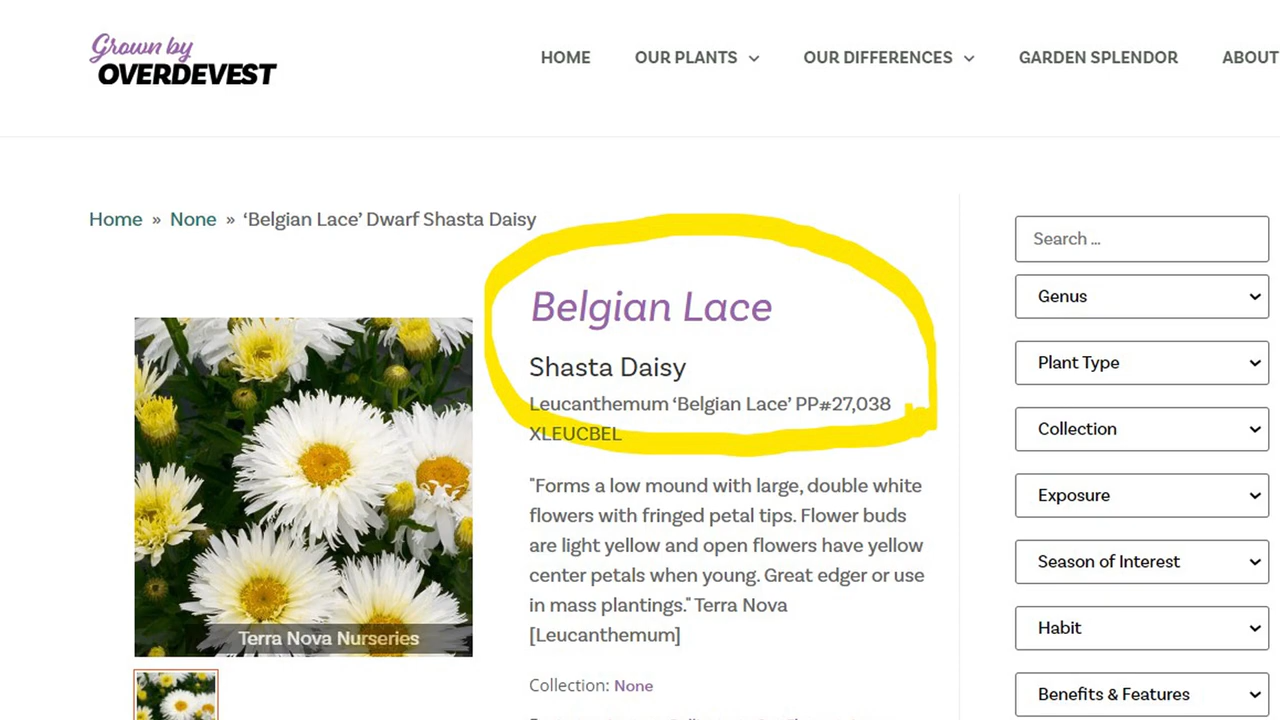 Grown by
OVERDEVEST
HOME
OUR PLANTS
OUR DIFFERENCES
GARDEN SPLENDOR
ABOUT
Home » None » ‘Belgian Lace’ Dwarf Shasta Daisy
Belgian Lace
Shasta Daisy
Leucanthemum ‘Belgian Lace’ PP#27,038
XLEUCBEL
"Forms a low mound with large, double white
flowers with fringed petal tips. Flower buds
are light yellow and open flowers have yellow
center petals when young. Great edger or use
in mass plantings." Terra Nova
[Leucanthemum]
Collection: None
Terra Nova Nurseries
Search ...
Genus
Plant Type
Collection
Exposure
Season of Interest
Habit
Benefits & Features